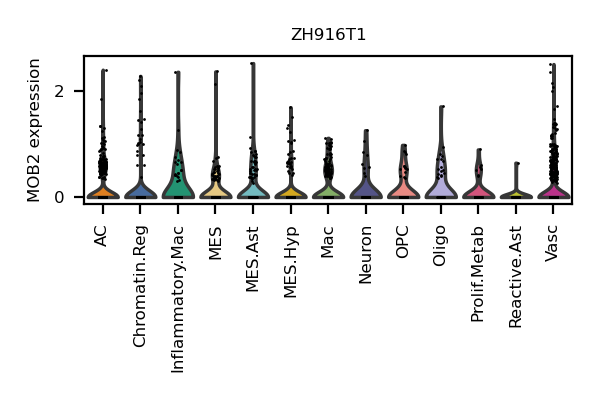 ZH916T1
MOB2 expression
2
0
AC
Chromatin.Reg
Inflammatory.Mac
MES
MES.Ast
MES.Hyp
Mac
Neuron
OPC
Oligo
Prolif.Metab
Reactive.Ast
Vasc